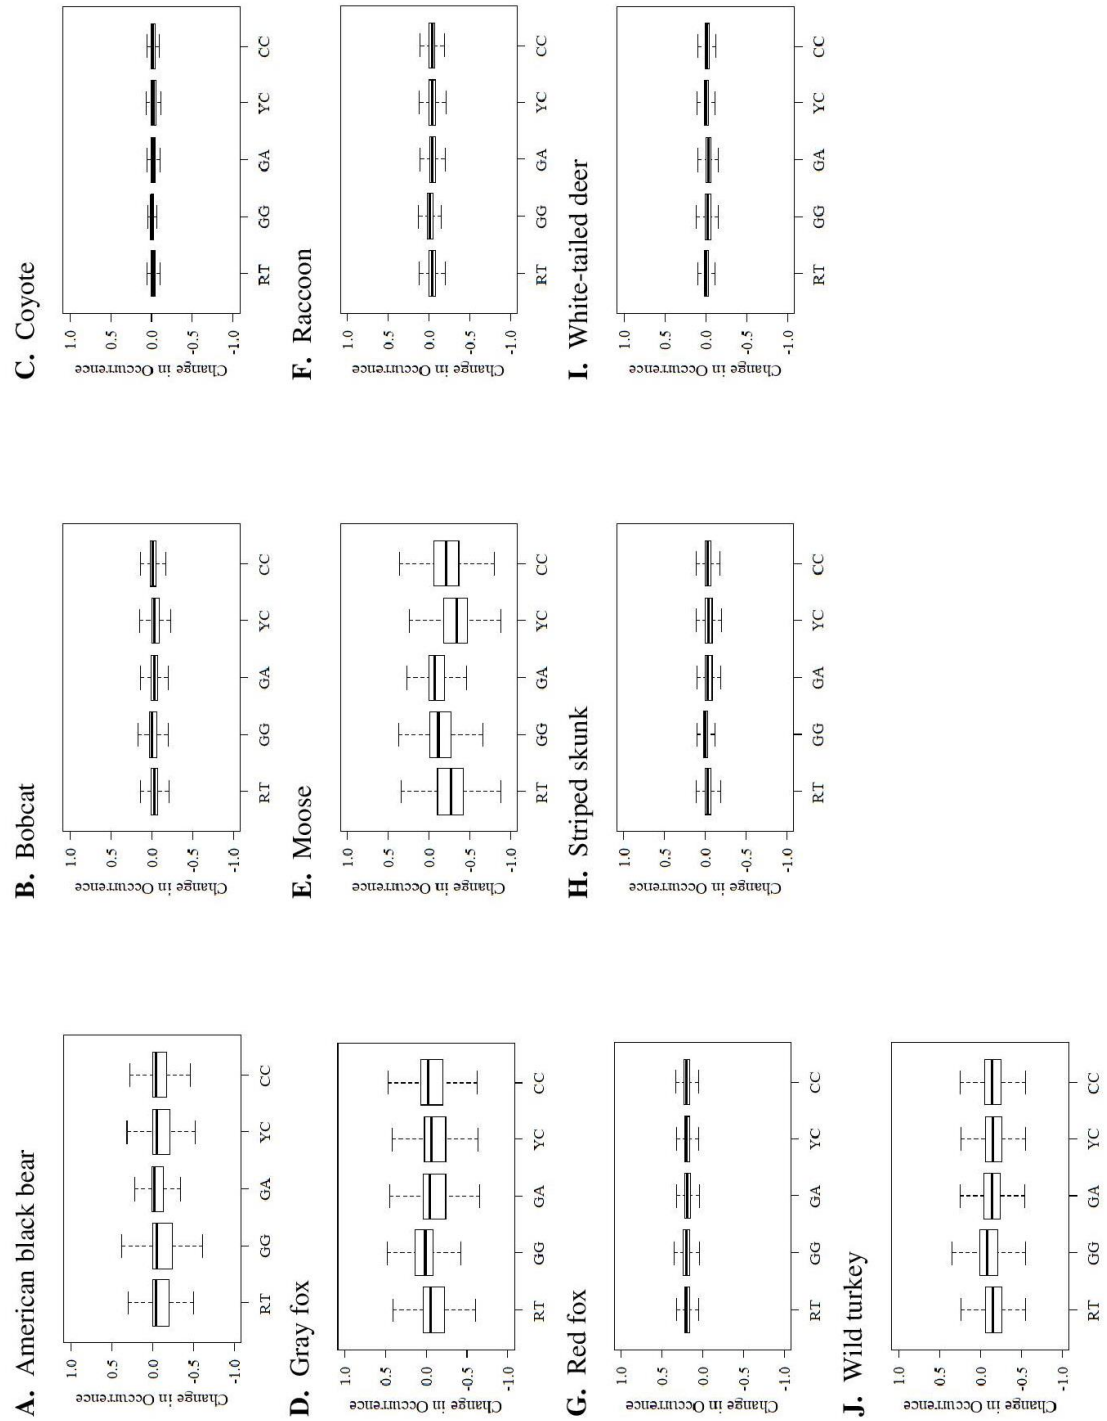 A. American black bear
Change in Occurrence
1.0
0.5
0.0
-0.5
-1.0
RT GG GA YC CC
B. Bobcat
Change in Occurrence
1.0
0.5
0.0
-0.5
-1.0
RT GG GA YC CC
C. Coyote
Change in Occurrence
1.0
0.5
0.0
-0.5
-1.0
RT GG GA YC CC
D. Gray fox
Change in Occurrence
1.0
0.5
0.0
-0.5
-1.0
RT GG GA YC CC
E. Moose
Change in Occurrence
1.0
0.5
0.0
-0.5
-1.0
RT GG GA YC CC
F. Raccoon
Change in Occurrence
1.0
0.5
0.0
-0.5
-1.0
RT GG GA YC CC
G. Red fox
Change in Occurrence
1.0
0.5
0.0
-0.5
-1.0
RT GG GA YC CC
H. Striped skunk
Change in Occurrence
1.0
0.5
0.0
-0.5
-1.0
RT GG GA YC CC
I. White-tailed deer
Change in Occurrence
1.0
0.5
0.0
-0.5
-1.0
RT GG GA YC CC
J. Wild turkey
Change in Occurrence
1.0
0.5
0.0
-0.5
-1.0
RT GG GA YC CC